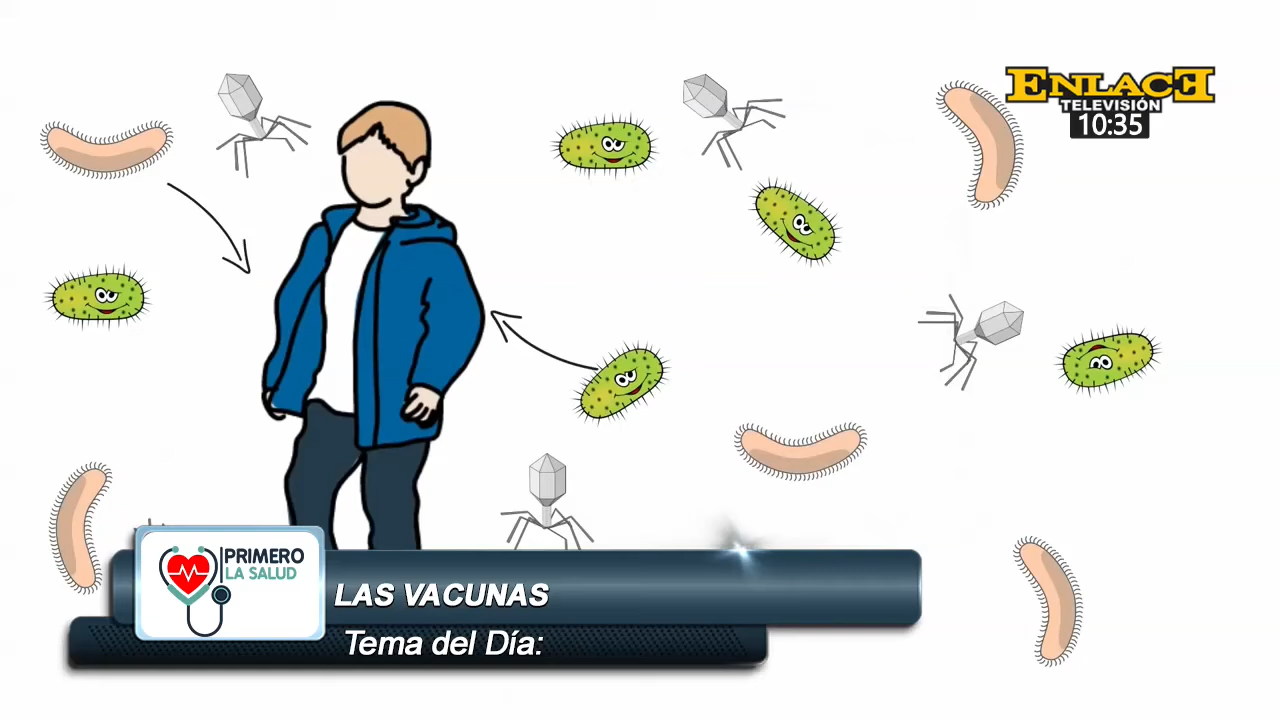 ENLACE
TELEVISIÓN
10:35
PRIMERO
LA SALUD
LAS VACUNAS
Tema del Día: